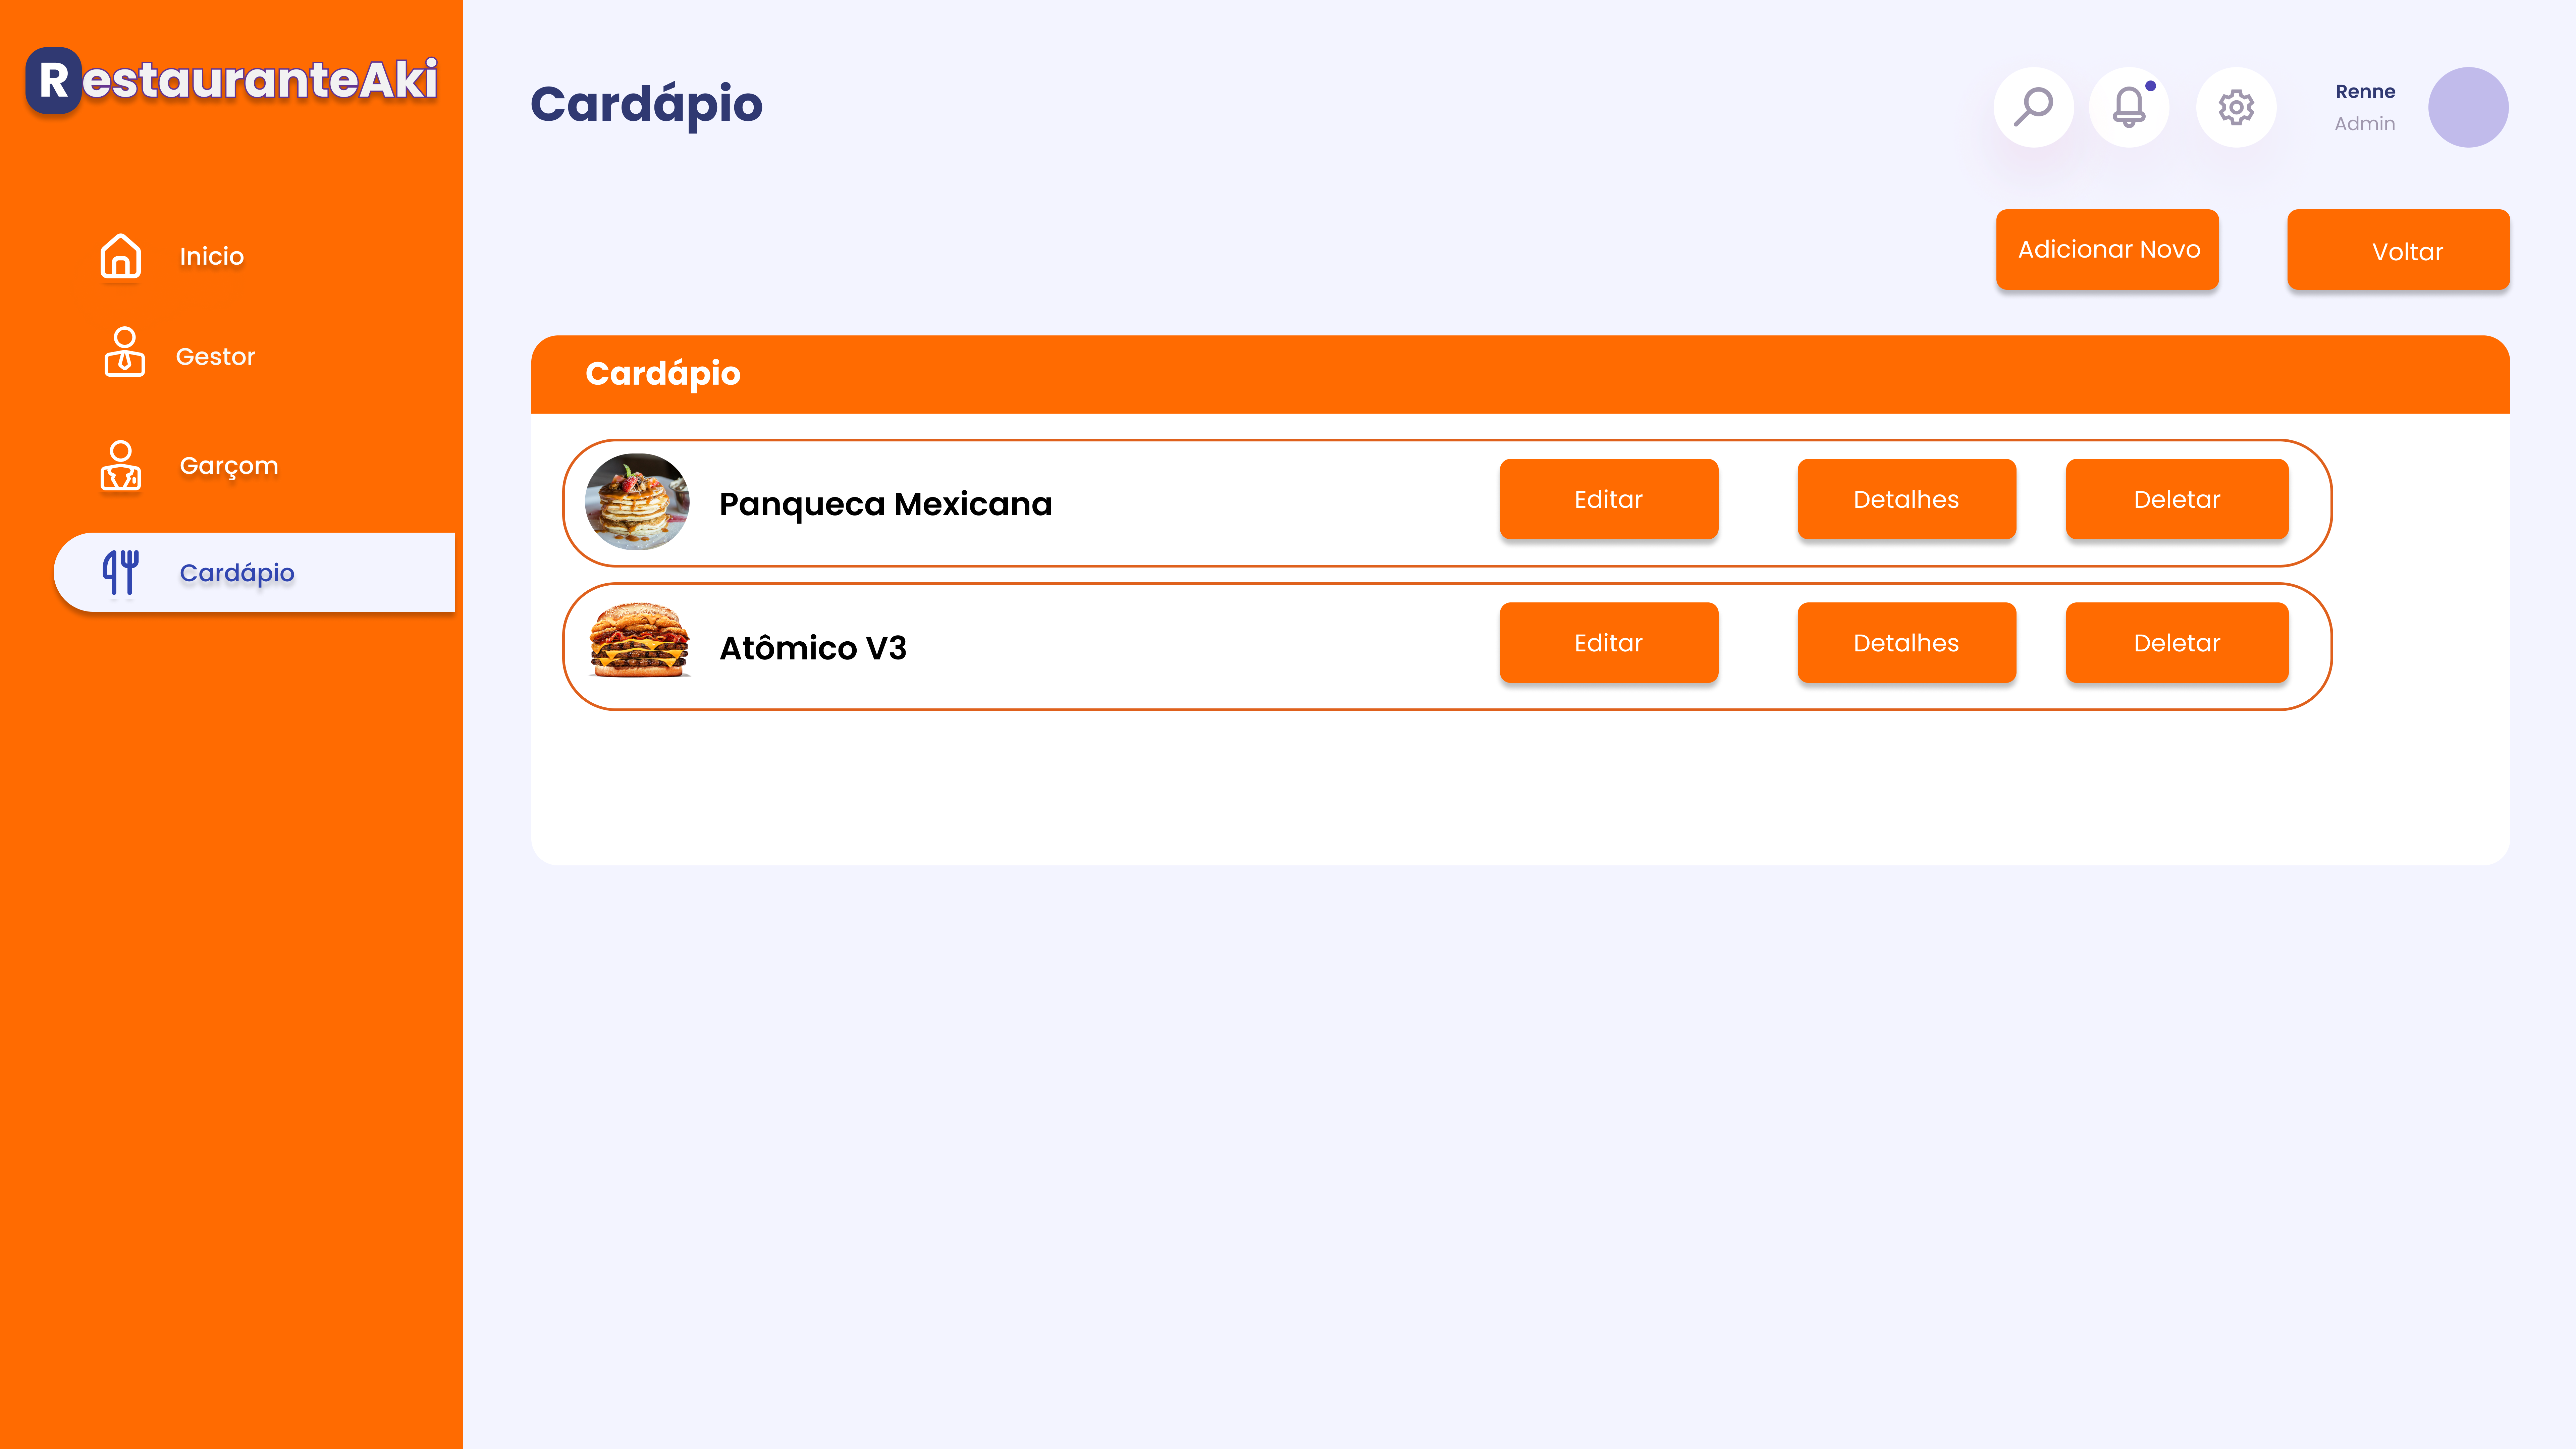 RestauranteAki
Cardápio
Renne
Admin
Inicio
Gestor
Garçom
Cardápio
Adicionar Novo
Voltar
Cardápio
Panqueca Mexicana
Editar
Detalhes
Deletar
Atômico V3
Editar
Detalhes
Deletar